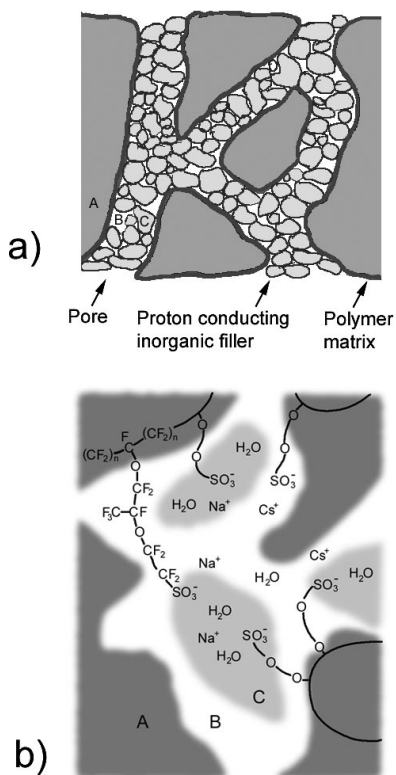 a)
A
B
C
Pore
Proton conducting
inorganic filler
Polymer
matrix
b)
F
(CF₂)ₙ
(CF₂)ₙ
O
CF₂
F₃C
CF
O
CF₂
CF₂
SO₃⁻
O
O
SO₃⁻
H₂O
H₂O
Na⁺
O
O
SO₃⁻
Cs⁺
Na⁺
H₂O
Cs⁺
SO₃⁻
H₂O
O
O
H₂O
Na⁺
H₂O
SO₃⁻
O
O
A
B
C